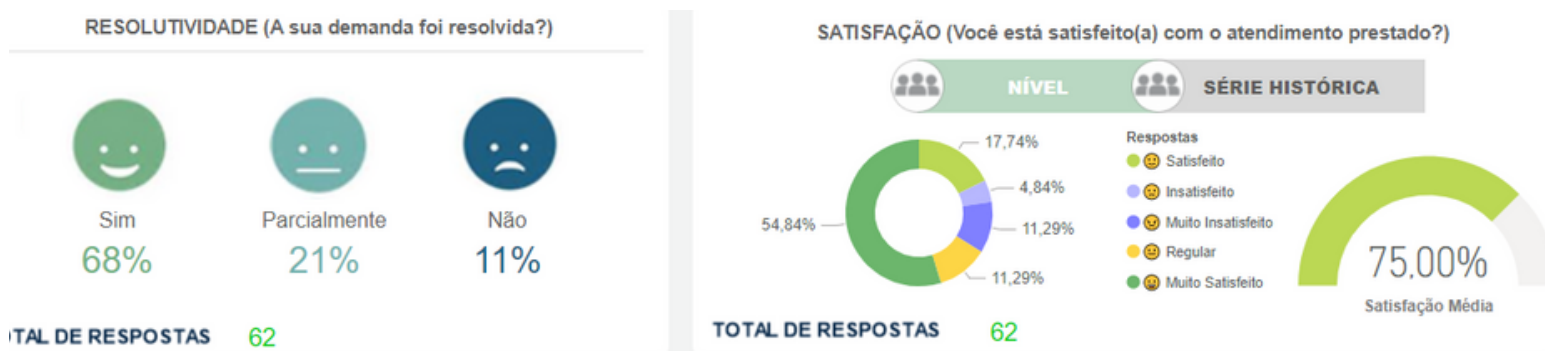 RESOLUTIVIDADE (A sua demanda foi resolvida?)
Sim
68%
Parcialmente
21%
Não
11%
TAL DE RESPOSTAS 62
SATISFAÇÃO (Você está satisfeito(a) com o atendimento prestado?)
NÍVEL
SÉRIE HISTÓRICA
17,74%
4,84%
11,29%
11,29%
54,84%
Respostas
Satisfeito
Insatisfeito
Muito Insatisfeito
Regular
Muito Satisfeito
75,00%
Satisfação Média
TOTAL DE RESPOSTAS 62